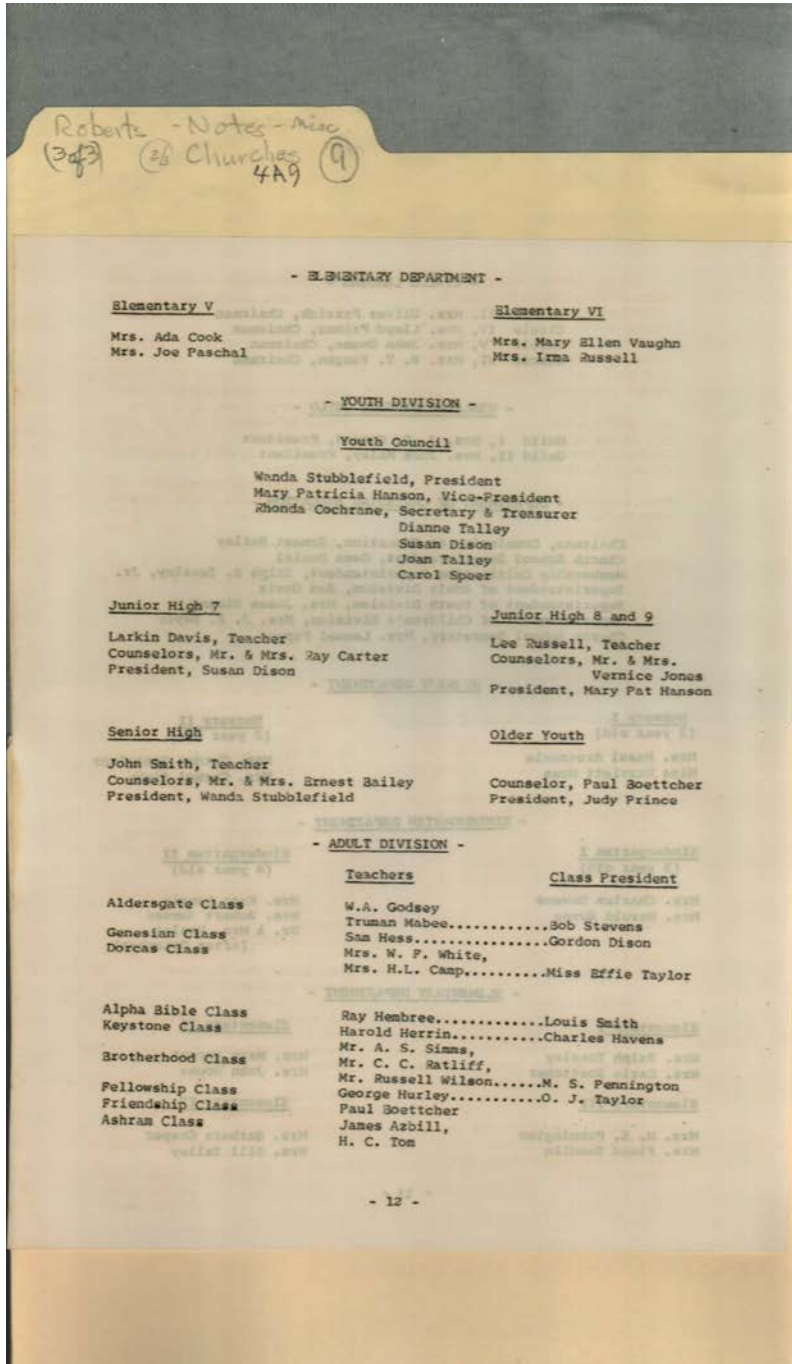 Roberts - Notes - Misc
(3 of 3) Churches 9
4A9
- ELEMENTARY DEPARTMENT -
Elementary V Elementary VI
Mrs. Ada Cook Mrs. Mary Ellen Vaughn
Mrs. Joe Paschal Mrs. Irma Russell
- YOUTH DIVISION -
Youth Council
Wanda Stubblefield, President
Mary Patricia Hanson, Vice-President
Rhonda Cochrane, Secretary & Treasurer
Dianne Talley
Susan Dison
Joan Talley
Carol Speer
Junior High 7 Junior High 8 and 9
Larkin Davis, Teacher Lee Russell, Teacher
Counselors, Mr. & Mrs. Ray Carter Counselors, Mr. & Mrs.
President, Susan Dison Vernice Jones
President, Mary Pat Hanson
Senior High Older Youth
John Smith, Teacher
Counselors, Mr. & Mrs. Ernest Bailey Counselor, Paul Boettcher
President, Wanda Stubblefield President, Judy Prince
- ADULT DIVISION -
Teachers Class President
Aldersgate Class W.A. Godsey
Truman Mabee............Bob Stevens
Genesian Class Sam Hess................Gordon Dison
Dorcas Class Mrs. W. F. White,
Mrs. H.L. Camp..........Miss Effie Taylor
Alpha Bible Class Ray Hembree.............Louis Smith
Keystone Class Harold Herrin...........Charles Havens
Mr. A. S. Simms,
Brotherhood Class Mr. C. C. Ratliff,
Mr. Russell Wilson......M. S. Pennington
Fellowship Class George Hurley...........O. J. Taylor
Friendship Class Paul Boettcher
Ashram Class James Azbill,
H. C. Tom
- 12 -